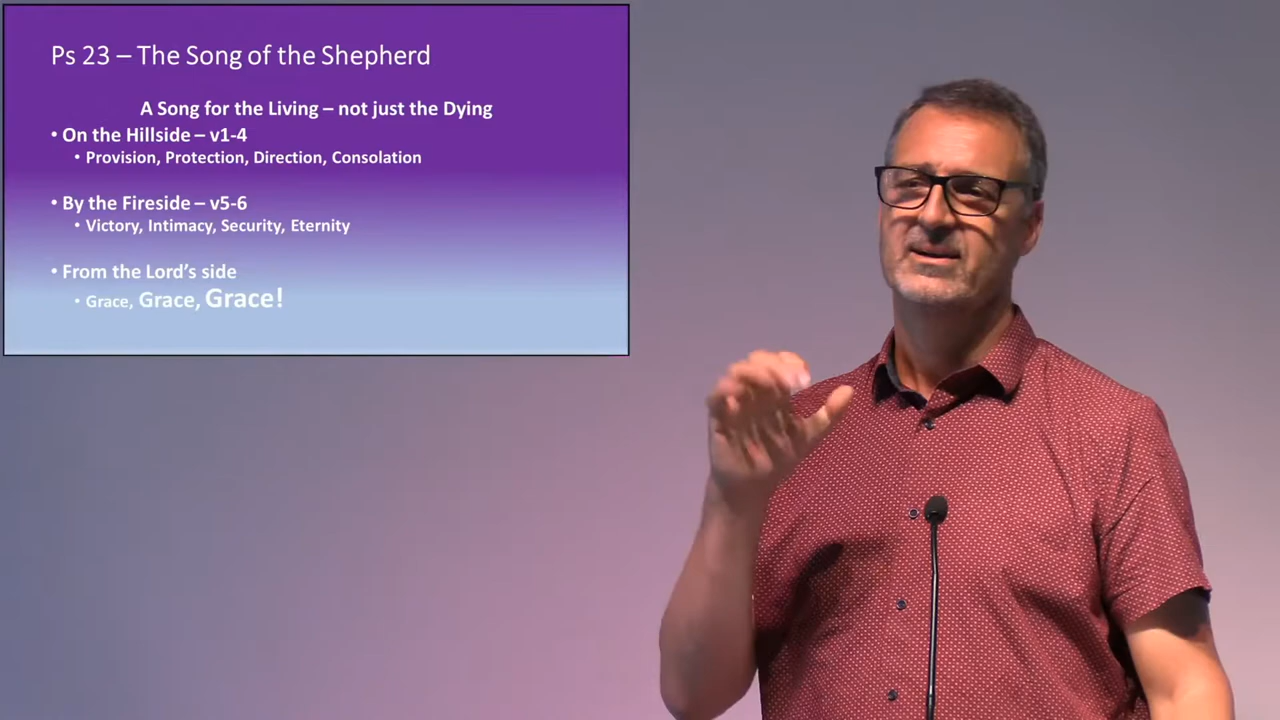 Ps 23 – The Song of the Shepherd
A Song for the Living – not just the Dying
• On the Hillside – v1-4
• Provision, Protection, Direction, Consolation
• By the Fireside – v5-6
• Victory, Intimacy, Security, Eternity
• From the Lord's side
• Grace, Grace, Grace!